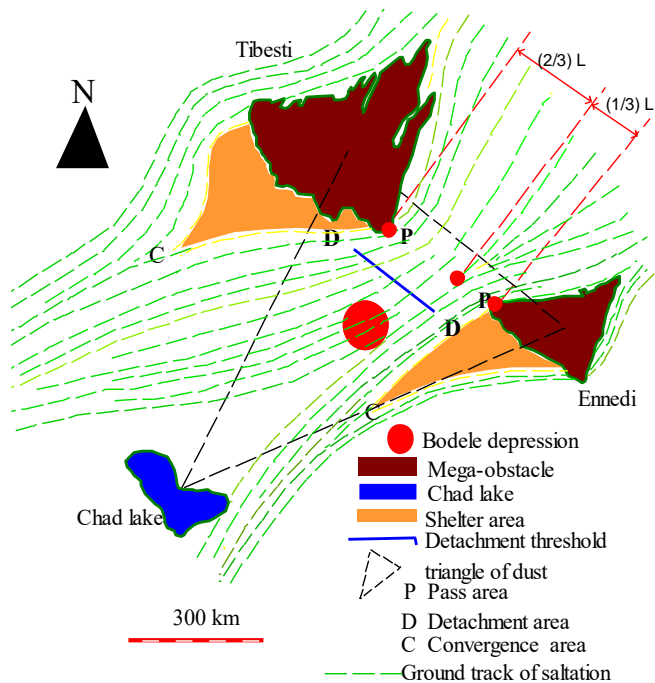 Tibesti
(2/3) L
(1/3) L
N
D
P
C
P
D
C
Ennedi
Chad lake
Bodele depression
Mega-obstacle
Chad lake
Shelter area
Detachment threshold
triangle of dust
P Pass area
D Detachment area
C Convergence area
Ground track of saltation
300 km